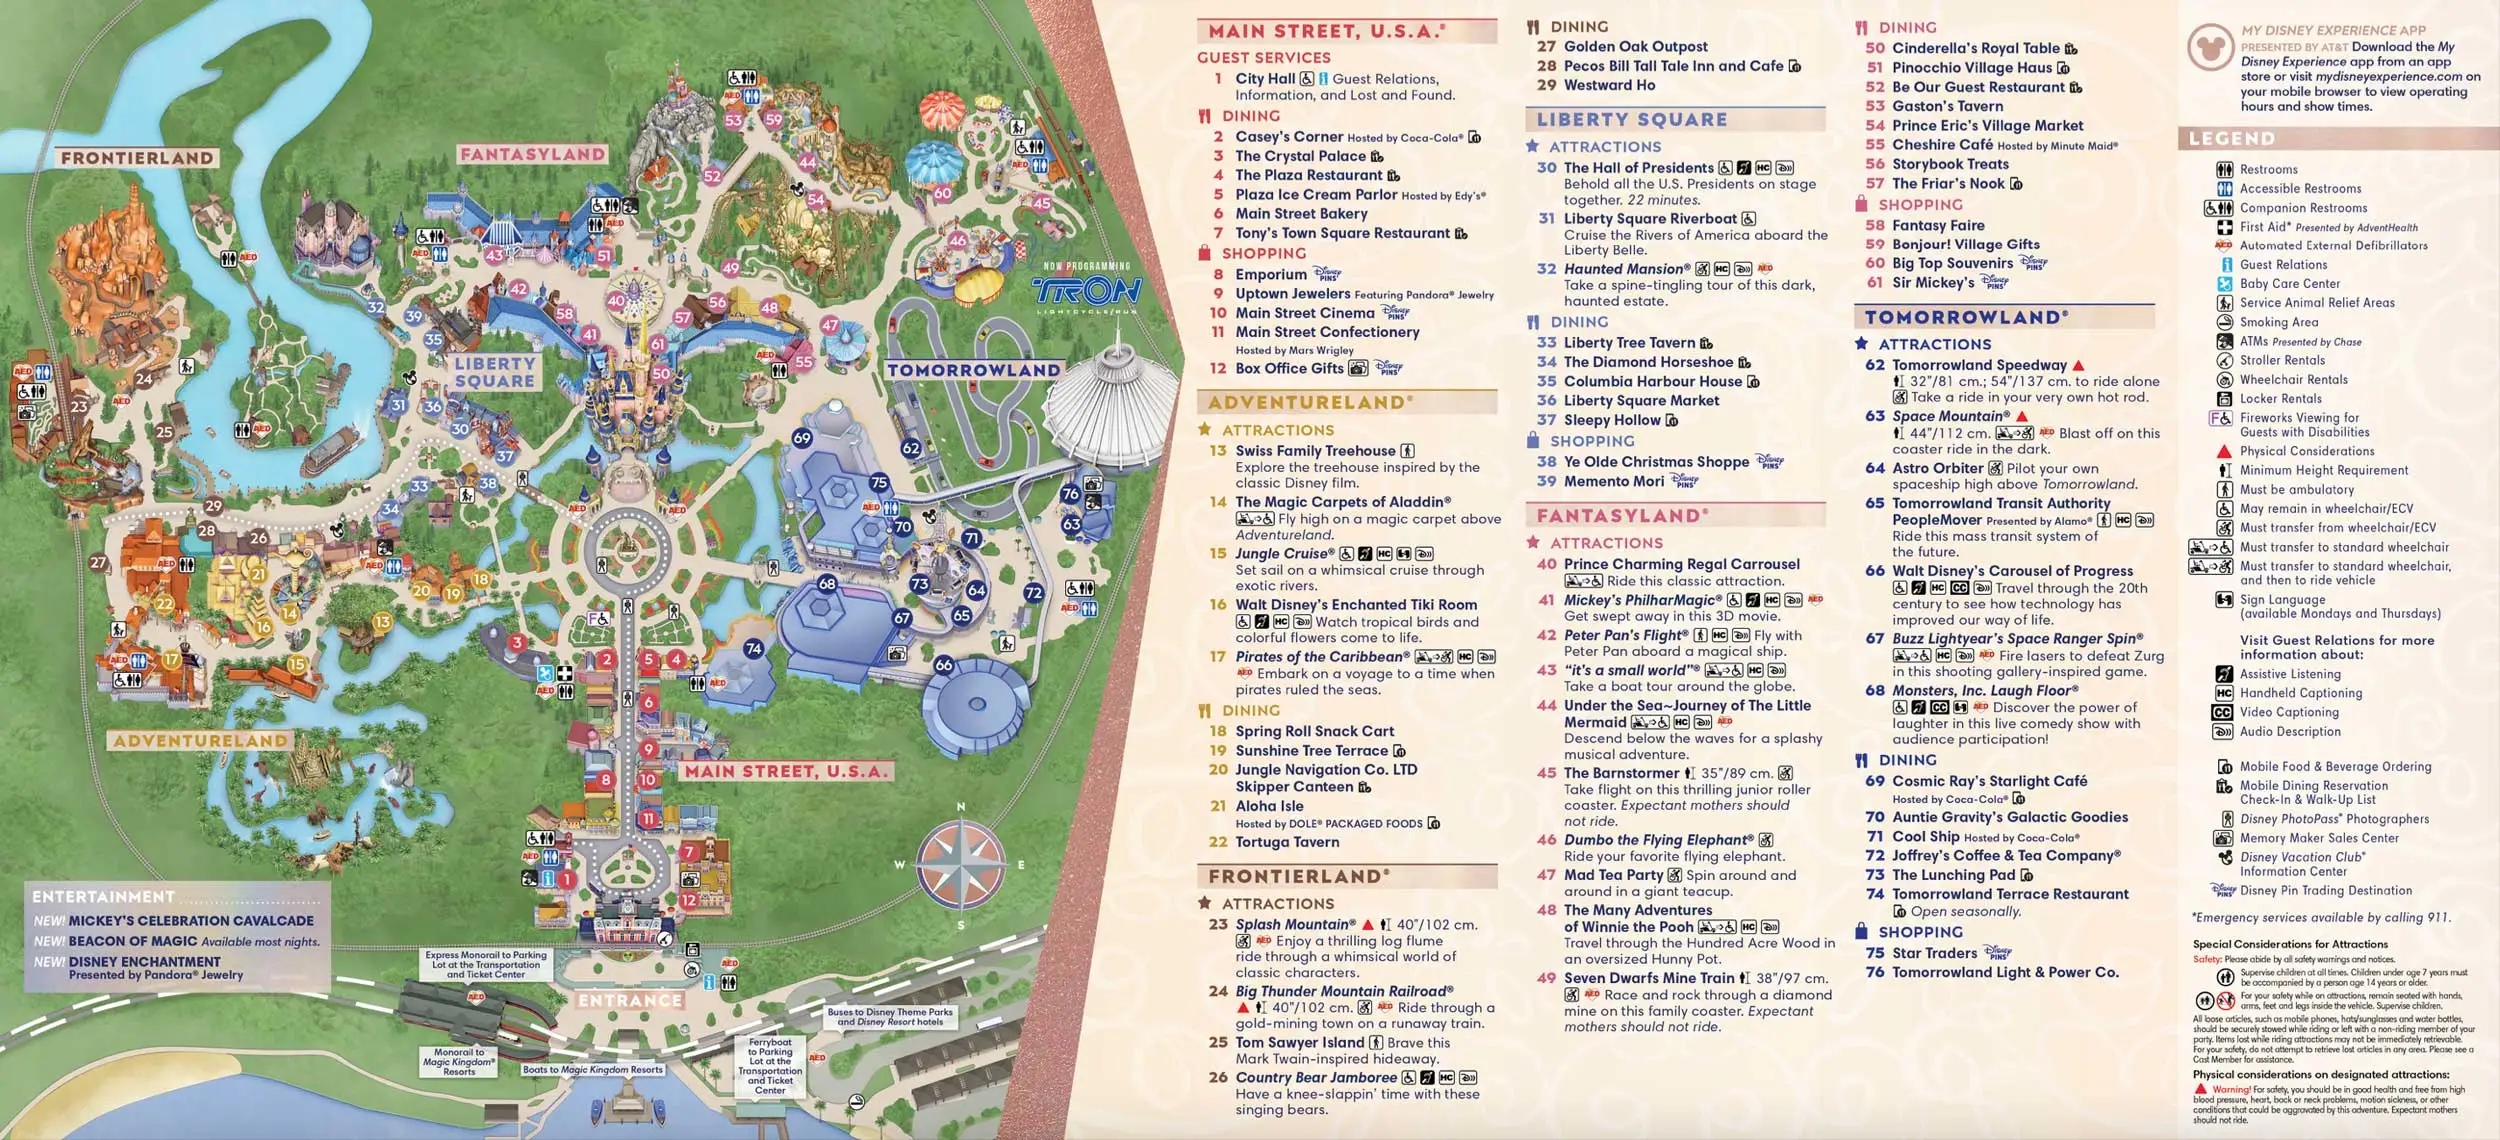 FRONTIERLAND
FANTASYLAND
NOW PROGRAMMING
TRON
LIGHTCYCLE/RUN
LIBERTY
SQUARE
TOMORROWLAND
ADVENTURELAND
MAIN STREET, U.S.A.
N
W E
S
ENTRANCE
Express Monorail to Parking
Lot at the Transportation
and Ticket Center
Monorail to
Magic Kingdom®
Resorts
Boats to Magic Kingdom Resorts
Ferryboat
to Parking
Lot at the
Transportation
and Ticket
Center
Buses to Disney Theme Parks
and Disney Resort hotels
ENTERTAINMENT
NEW! MICKEY'S CELEBRATION CAVALCADE
NEW! BEACON OF MAGIC Available most nights.
NEW! DISNEY ENCHANTMENT
Presented by Pandora® Jewelry
MAIN STREET, U.S.A.®
GUEST SERVICES
1 City Hall Guest Relations,
Information, and Lost and Found.
DINING
2 Casey's Corner Hosted by Coca-Cola®
3 The Crystal Palace
4 The Plaza Restaurant
5 Plaza Ice Cream Parlor Hosted by Edy's®
6 Main Street Bakery
7 Tony's Town Square Restaurant
SHOPPING
8 Emporium Disney PINS
9 Uptown Jewelers Featuring Pandora® Jewelry
10 Main Street Cinema Disney PINS
11 Main Street Confectionery
Hosted by Mars Wrigley
12 Box Office Gifts Disney PINS
ADVENTURELAND®
ATTRACTIONS
13 Swiss Family Treehouse
Explore the treehouse inspired by the
classic Disney film.
14 The Magic Carpets of Aladdin®
Fly high on a magic carpet above
Adventureland.
15 Jungle Cruise® HC
Set sail on a whimsical cruise through
exotic rivers.
16 Walt Disney's Enchanted Tiki Room
HC Watch tropical birds and
colorful flowers come to life.
17 Pirates of the Caribbean® HC
AED Embark on a voyage to a time when
pirates ruled the seas.
DINING
18 Spring Roll Snack Cart
19 Sunshine Tree Terrace
20 Jungle Navigation Co. LTD
Skipper Canteen
21 Aloha Isle
Hosted by DOLE® PACKAGED FOODS
22 Tortuga Tavern
FRONTIERLAND®
ATTRACTIONS
23 Splash Mountain® 40"/102 cm.
AED Enjoy a thrilling log flume
ride through a whimsical world of
classic characters.
24 Big Thunder Mountain Railroad®
40"/102 cm. AED Ride through a
gold-mining town on a runaway train.
25 Tom Sawyer Island Brave this
Mark Twain-inspired hideaway.
26 Country Bear Jamboree HC
Have a knee-slappin' time with these
singing bears.
DINING
27 Golden Oak Outpost
28 Pecos Bill Tall Tale Inn and Cafe
29 Westward Ho
LIBERTY SQUARE
ATTRACTIONS
30 The Hall of Presidents HC
Behold all the U.S. Presidents on stage
together. 22 minutes.
31 Liberty Square Riverboat
Cruise the Rivers of America aboard the
Liberty Belle.
32 Haunted Mansion® HC AED
Take a spine-tingling tour of this dark,
haunted estate.
DINING
33 Liberty Tree Tavern
34 The Diamond Horseshoe
35 Columbia Harbour House
36 Liberty Square Market
37 Sleepy Hollow
SHOPPING
38 Ye Olde Christmas Shoppe Disney PINS
39 Memento Mori Disney PINS
FANTASYLAND®
ATTRACTIONS
40 Prince Charming Regal Carrousel
Ride this classic attraction.
41 Mickey's PhilharMagic® HC AED
Get swept away in this 3D movie.
42 Peter Pan's Flight® HC Fly with
Peter Pan aboard a magical ship.
43 "it's a small world"® HC
Take a boat tour around the globe.
44 Under the Sea~Journey of The Little
Mermaid HC AED
Descend below the waves for a splashy
musical adventure.
45 The Barnstormer 35"/89 cm.
Take flight on this thrilling junior roller
coaster. Expectant mothers should
not ride.
46 Dumbo the Flying Elephant®
Ride your favorite flying elephant.
47 Mad Tea Party Spin around and
around in a giant teacup.
48 The Many Adventures
of Winnie the Pooh HC
Travel through the Hundred Acre Wood in
an oversized Hunny Pot.
49 Seven Dwarfs Mine Train 38"/97 cm.
AED Race and rock through a diamond
mine on this family coaster. Expectant
mothers should not ride.
DINING
50 Cinderella's Royal Table
51 Pinocchio Village Haus
52 Be Our Guest Restaurant
53 Gaston's Tavern
54 Prince Eric's Village Market
55 Cheshire Café Hosted by Minute Maid®
56 Storybook Treats
57 The Friar's Nook
SHOPPING
58 Fantasy Faire
59 Bonjour! Village Gifts
60 Big Top Souvenirs Disney PINS
61 Sir Mickey's Disney PINS
TOMORROWLAND®
ATTRACTIONS
62 Tomorrowland Speedway
32"/81 cm.; 54"/137 cm. to ride alone
Take a ride in your very own hot rod.
63 Space Mountain®
44"/112 cm. AED Blast off on this
coaster ride in the dark.
64 Astro Orbiter Pilot your own
spaceship high above Tomorrowland.
65 Tomorrowland Transit Authority
PeopleMover Presented by Alamo® HC
Ride this mass transit system of
the future.
66 Walt Disney's Carousel of Progress
HC CC Travel through the 20th
century to see how technology has
improved our way of life.
67 Buzz Lightyear's Space Ranger Spin®
HC AED Fire lasers to defeat Zurg
in this shooting gallery-inspired game.
68 Monsters, Inc. Laugh Floor®
CC AED Discover the power of
laughter in this live comedy show with
audience participation!
DINING
69 Cosmic Ray's Starlight Café
Hosted by Coca-Cola®
70 Auntie Gravity's Galactic Goodies
71 Cool Ship Hosted by Coca-Cola®
72 Joffrey's Coffee & Tea Company®
73 The Lunching Pad
74 Tomorrowland Terrace Restaurant
Open seasonally.
SHOPPING
75 Star Traders Disney PINS
76 Tomorrowland Light & Power Co.
MY DISNEY EXPERIENCE APP
PRESENTED BY AT&T Download the My
Disney Experience app from an app
store or visit mydisneyexperience.com on
your mobile browser to view operating
hours and show times.
LEGEND
Restrooms
Accessible Restrooms
Companion Restrooms
First Aid* Presented by AdventHealth
AED Automated External Defibrillators
Guest Relations
Baby Care Center
Service Animal Relief Areas
Smoking Area
ATMs Presented by Chase
Stroller Rentals
Wheelchair Rentals
Locker Rentals
F Fireworks Viewing for
Guests with Disabilities
Physical Considerations
Minimum Height Requirement
Must be ambulatory
May remain in wheelchair/ECV
Must transfer from wheelchair/ECV
Must transfer to standard wheelchair
Must transfer to standard wheelchair,
and then to ride vehicle
Sign Language
(available Mondays and Thursdays)
Visit Guest Relations for more
information about:
Assistive Listening
HC Handheld Captioning
CC Video Captioning
Audio Description
Mobile Food & Beverage Ordering
Mobile Dining Reservation
Check-In & Walk-Up List
Disney PhotoPass® Photographers
Memory Maker Sales Center
Disney Vacation Club®
Information Center
Disney PINS Disney Pin Trading Destination
*Emergency services available by calling 911.
Special Considerations for Attractions
Safety: Please abide by all safety warnings and notices.
Supervise children at all times. Children under age 7 years must
be accompanied by a person age 14 years or older.
For your safety while on attractions, remain seated with hands,
arms, feet and legs inside the vehicle. Supervise children.
All loose articles, such as mobile phones, hats/sunglasses and water bottles,
should be securely stowed while riding or left with a non-riding member of your
party. Items lost while riding attractions may not be immediately retrievable.
For your safety, do not attempt to retrieve lost articles in any area. Please see a
Cast Member for assistance.
Physical considerations on designated attractions:
Warning! For safety, you should be in good health and free from high
blood pressure, heart, back or neck problems, motion sickness, or other
conditions that could be aggravated by this adventure. Expectant mothers
should not ride.